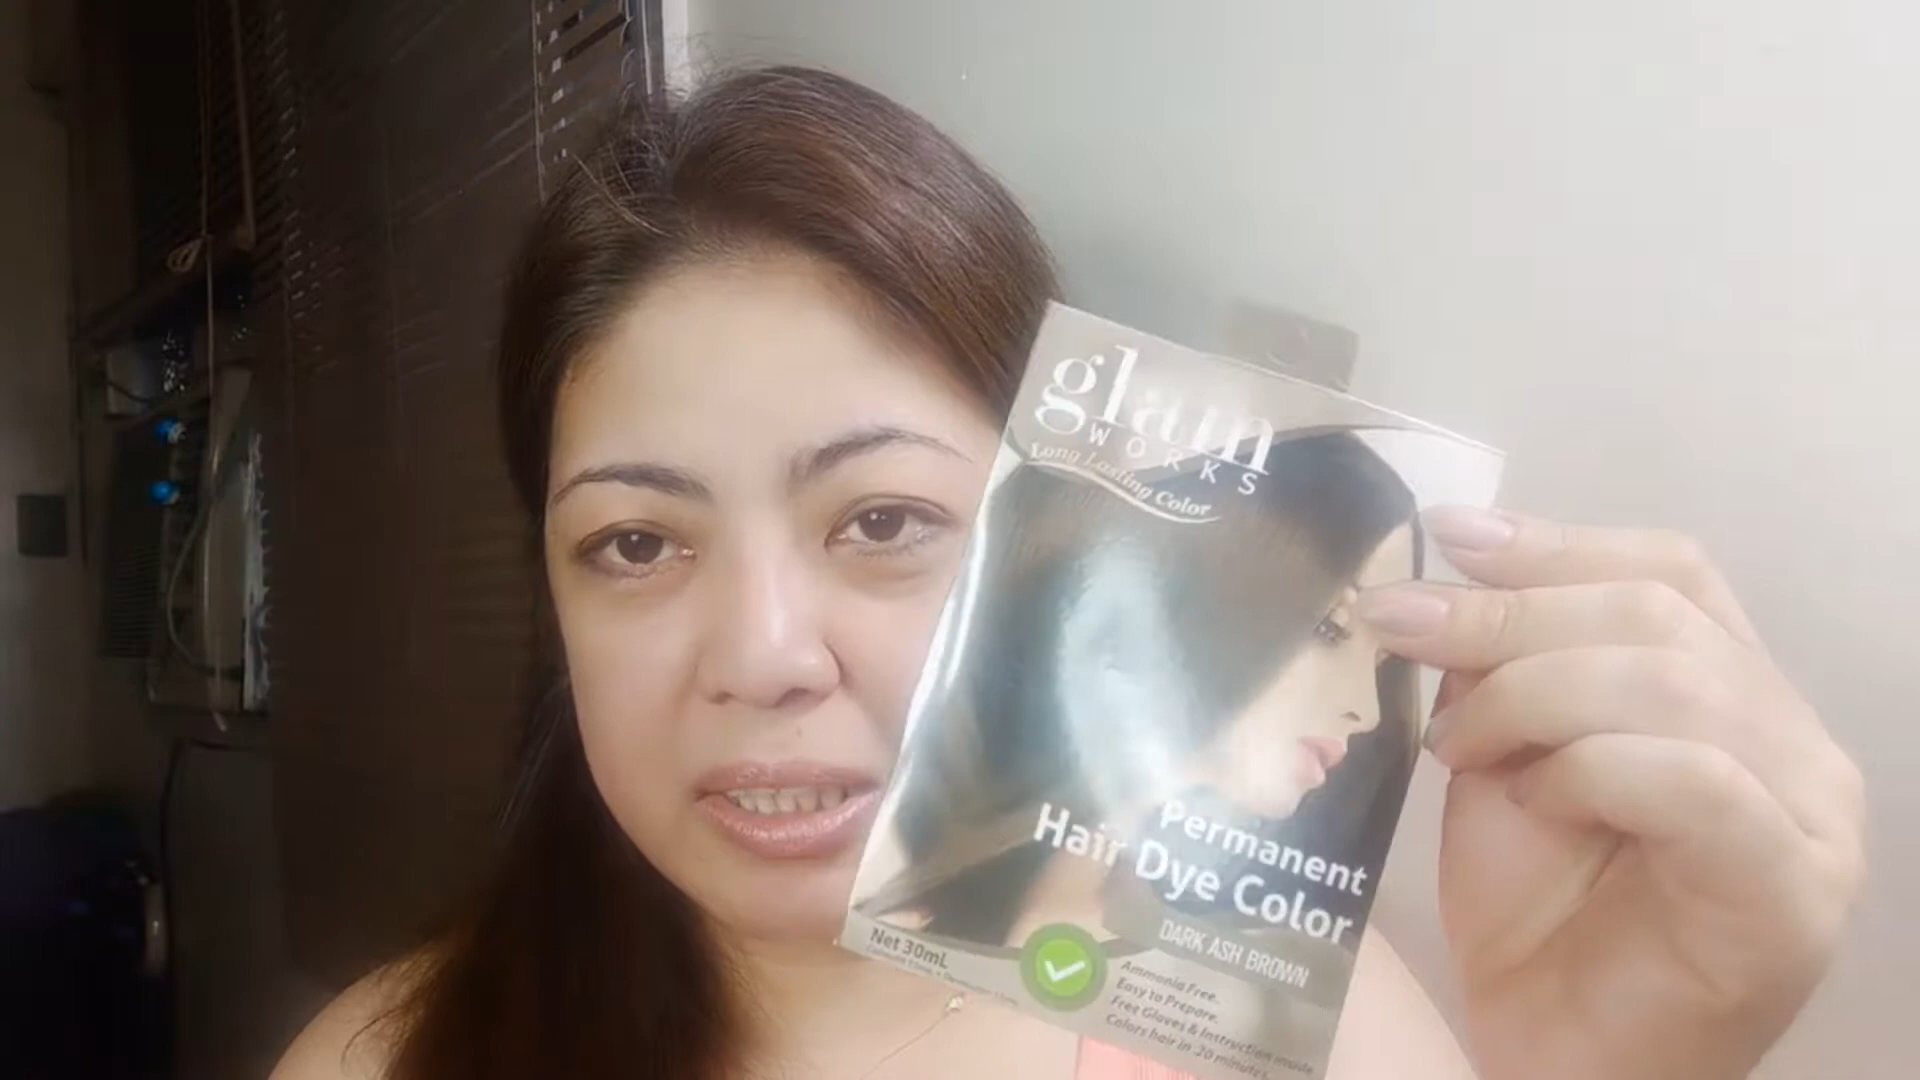 glam
WORKS
Long Lasting Color
Permanent
Hair Dye Color
DARK ASH BROWN
Net 30mL
Ammonia Free.
Easy to Prepare.
Free Gloves & Instruction inside
Colors hair in 20 minutes.